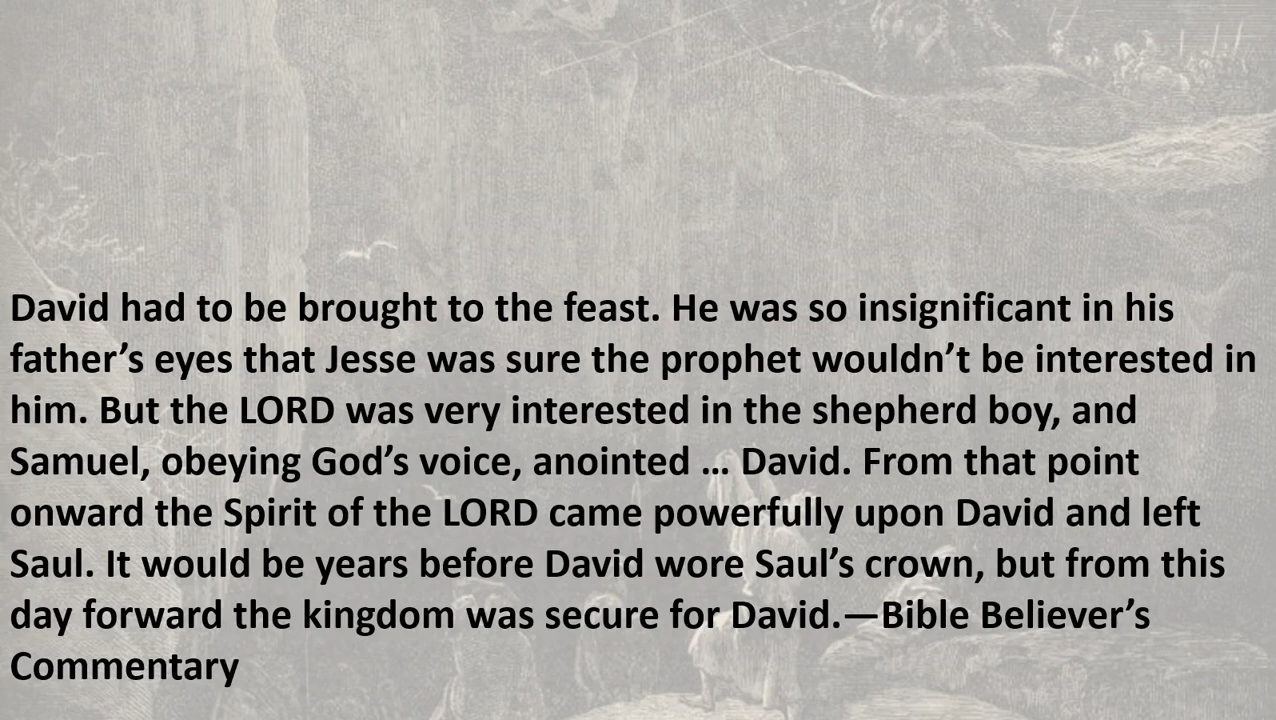 David had to be brought to the feast. He was so insignificant in his
father’s eyes that Jesse was sure the prophet wouldn’t be interested in
him. But the LORD was very interested in the shepherd boy, and
Samuel, obeying God’s voice, anointed … David. From that point
onward the Spirit of the LORD came powerfully upon David and left
Saul. It would be years before David wore Saul’s crown, but from this
day forward the kingdom was secure for David.—Bible Believer’s
Commentary